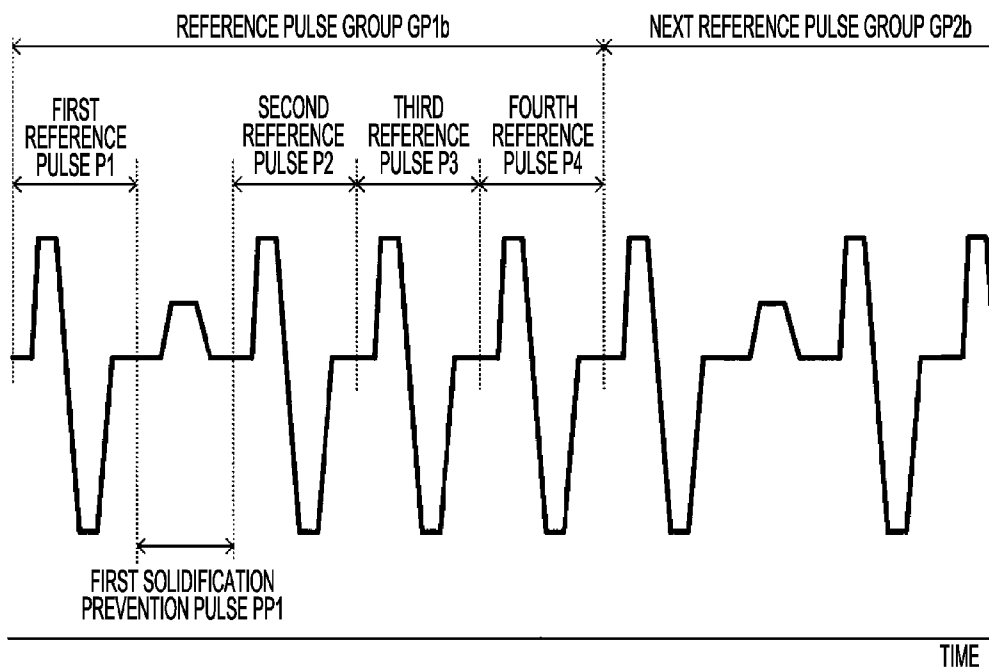 REFERENCE PULSE GROUP GP1b
NEXT REFERENCE PULSE GROUP GP2b
FIRST
REFERENCE
PULSE P1
SECOND
REFERENCE
PULSE P2
THIRD
REFERENCE
PULSE P3
FOURTH
REFERENCE
PULSE P4
FIRST SOLIDIFICATION
PREVENTION PULSE PP1
TIME